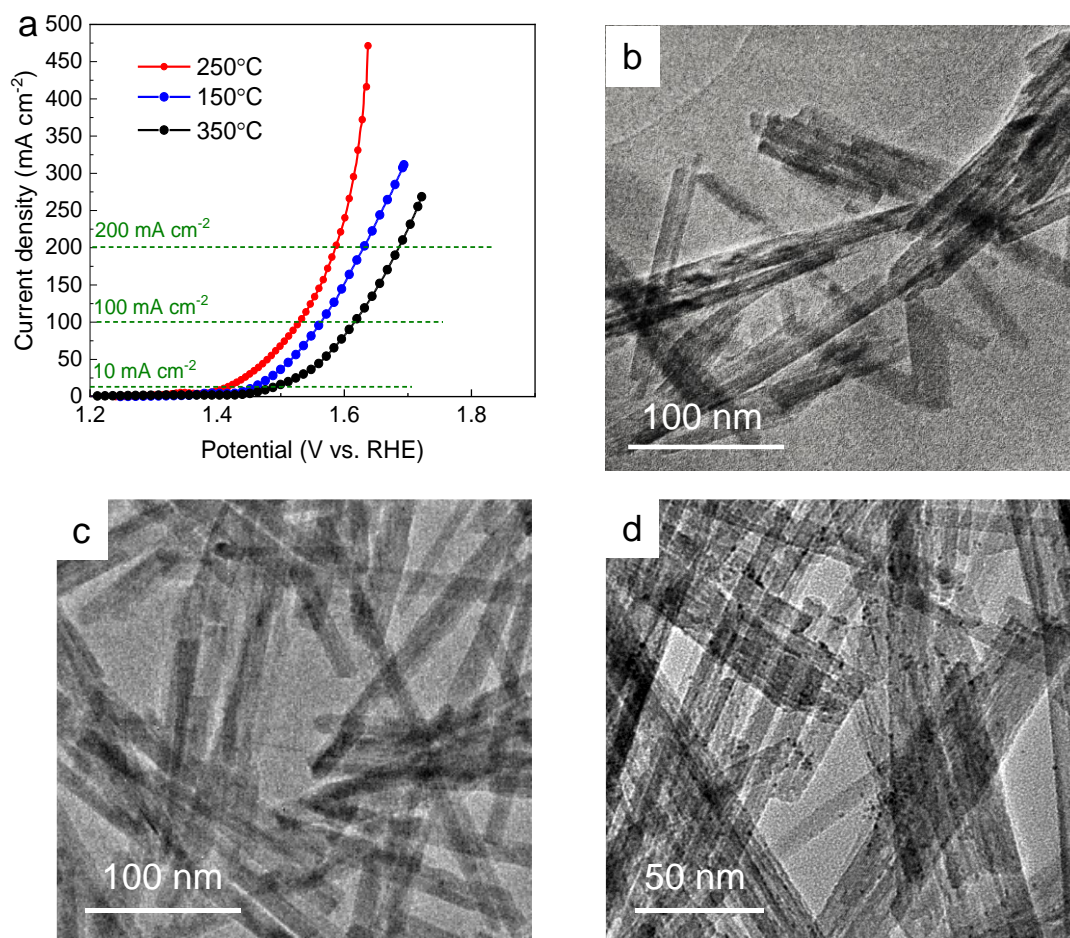 a
500
450
400
350
300
250
200
150
100
50
0
Current density (mA cm⁻²)
250°C
150°C
350°C
200 mA cm⁻²
100 mA cm⁻²
10 mA cm⁻²
1.2
1.4
1.6
1.8
Potential (V vs. RHE)
b
100 nm
c
100 nm
d
50 nm